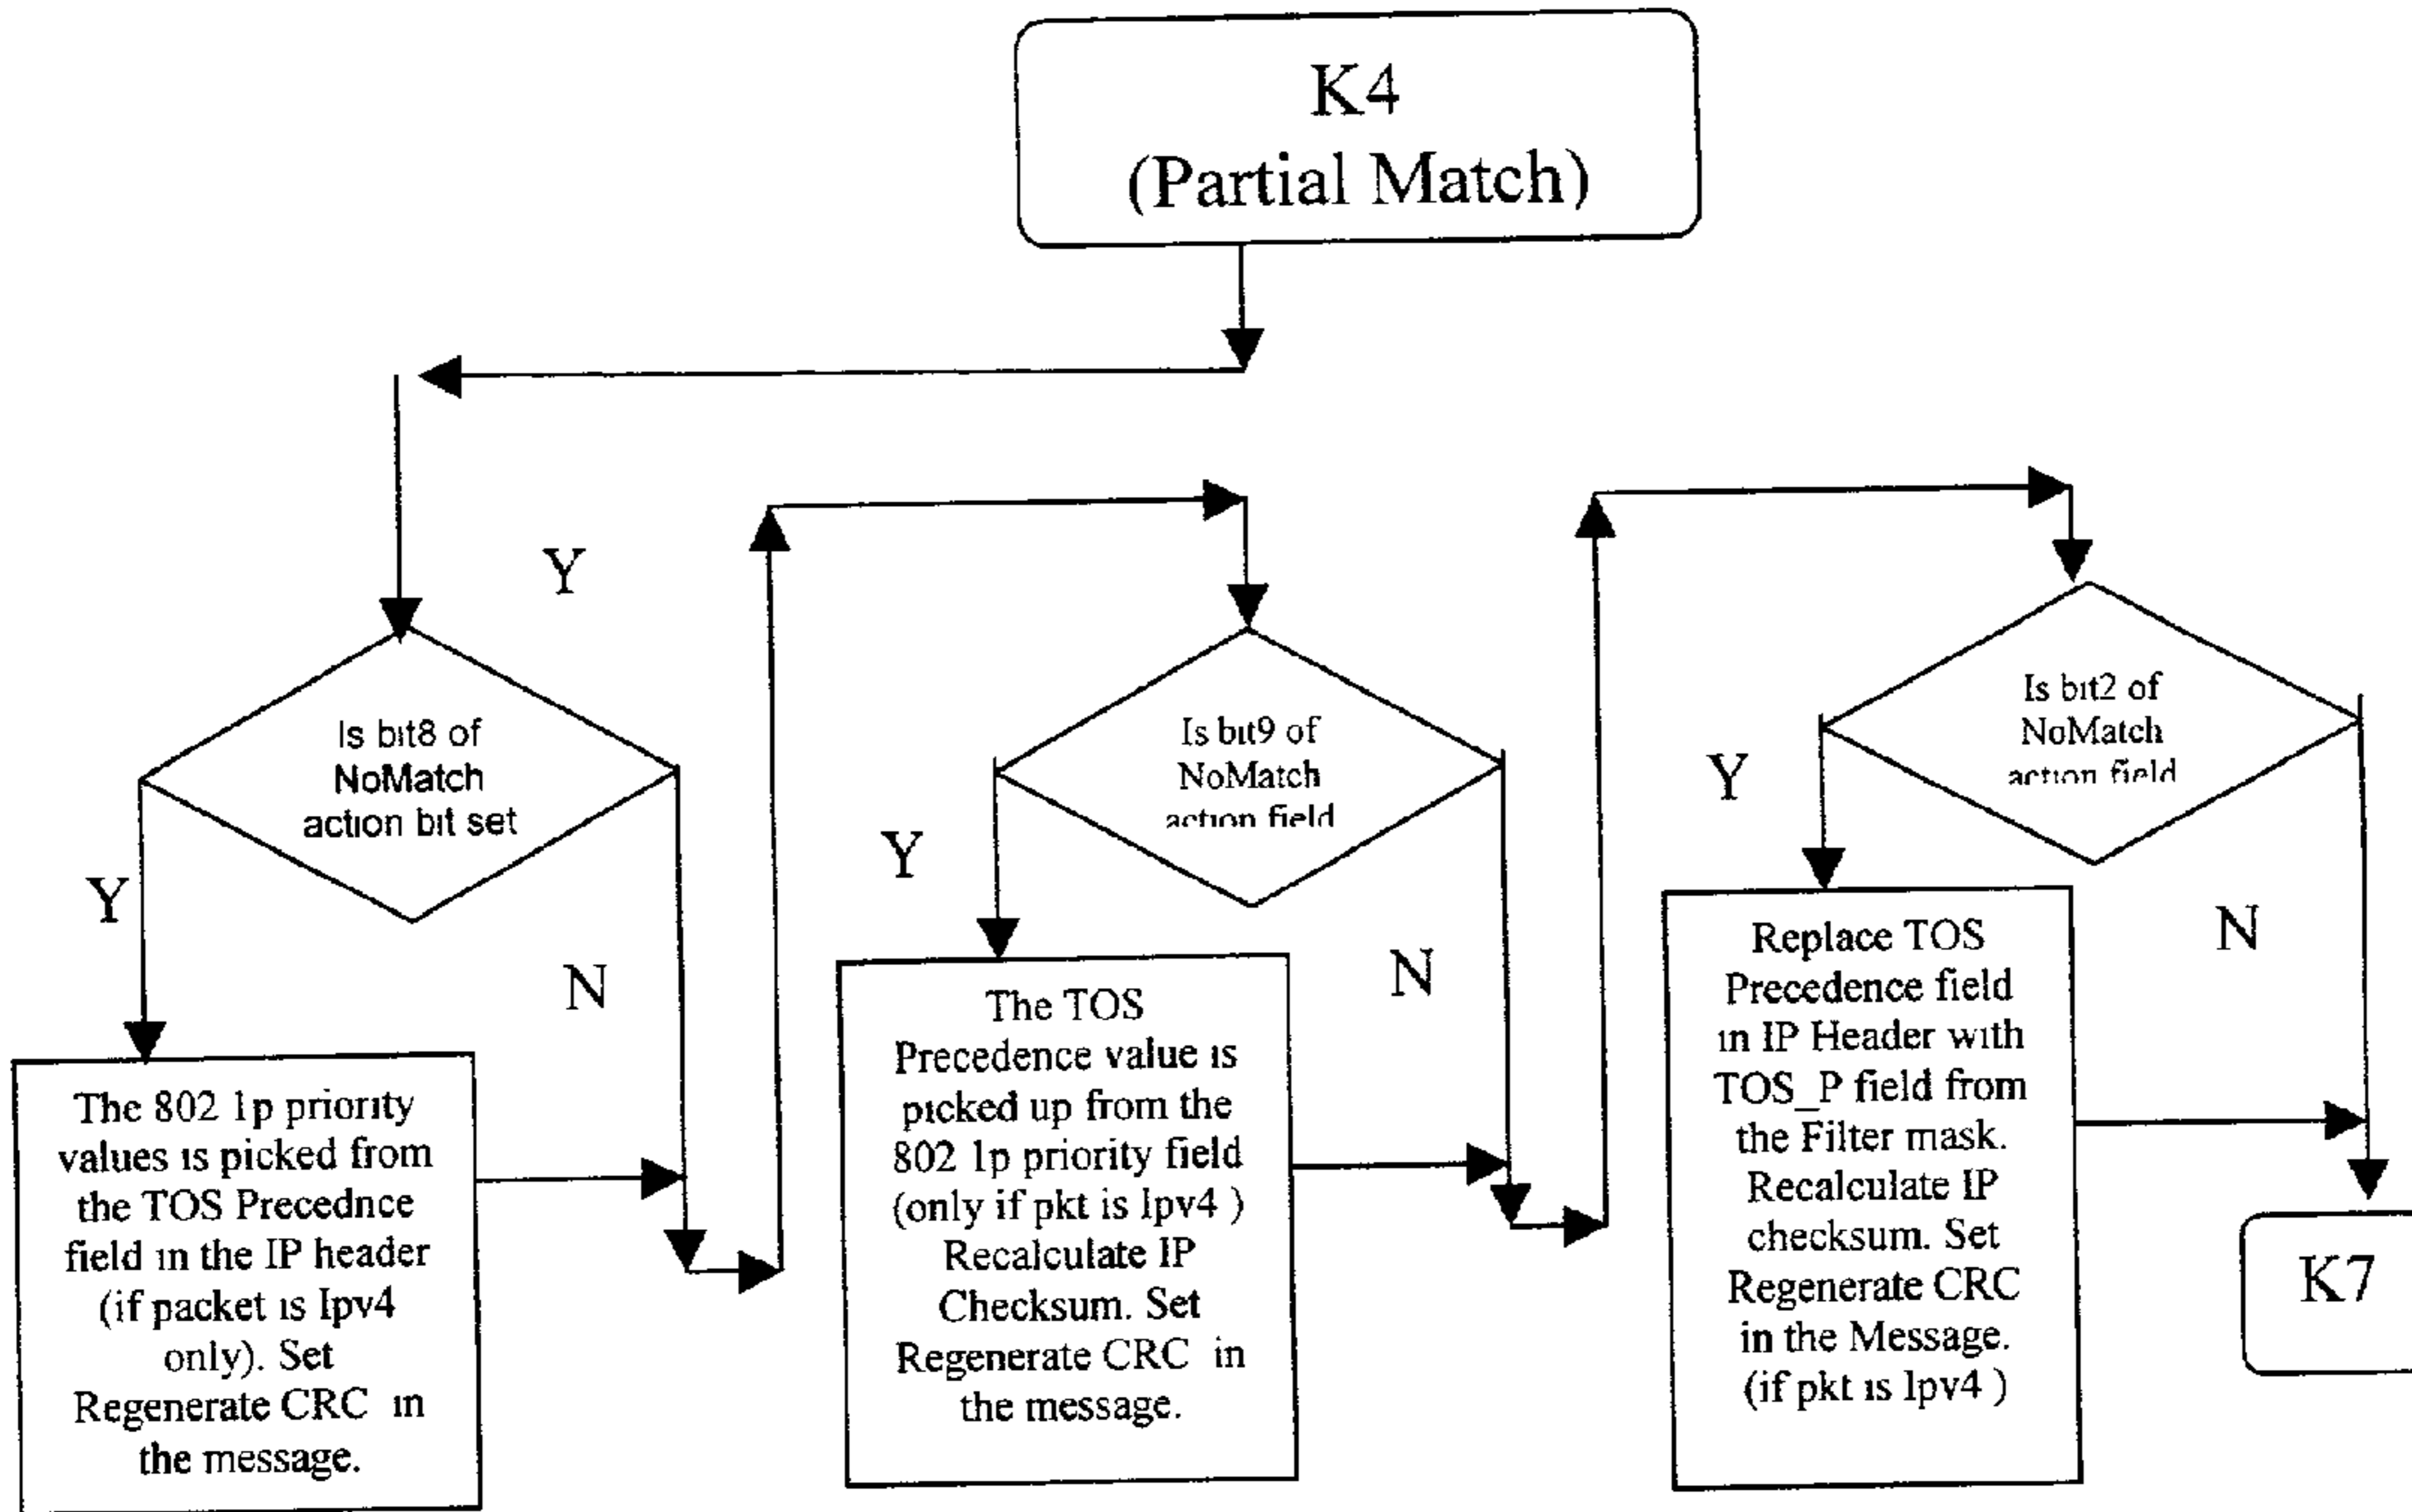 K4
(Partial Match)
Y
Is bit8 of
NoMatch
action bit set
Y
N
The 802 1p priority
values is picked from
the TOS Precednce
field in the IP header
(if packet is Ipv4
only). Set
Regenerate CRC in
the message.
Is bit9 of
NoMatch
action field
Y
N
The TOS
Precedence value is
picked up from the
802 1p priority field
(only if pkt is Ipv4 )
Recalculate IP
Checksum. Set
Regenerate CRC in
the message.
Is bit2 of
NoMatch
action field
Y
N
Replace TOS
Precedence field
in IP Header with
TOS_P field from
the Filter mask.
Recalculate IP
checksum. Set
Regenerate CRC
in the Message.
(if pkt is Ipv4 )
K7